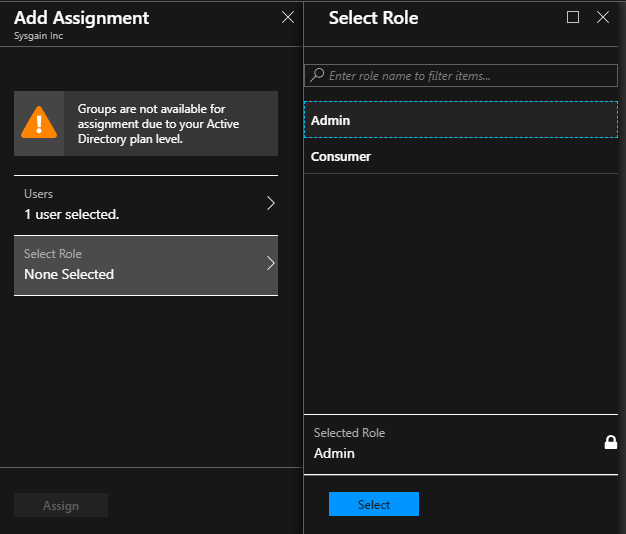 Add Assignment
Sysgain Inc
Groups are not available for
assignment due to your Active
Directory plan level.
Users
1 user selected.
Select Role
None Selected
Assign
Select Role
Enter role name to filter items...
Admin
Consumer
Selected Role
Admin
Select